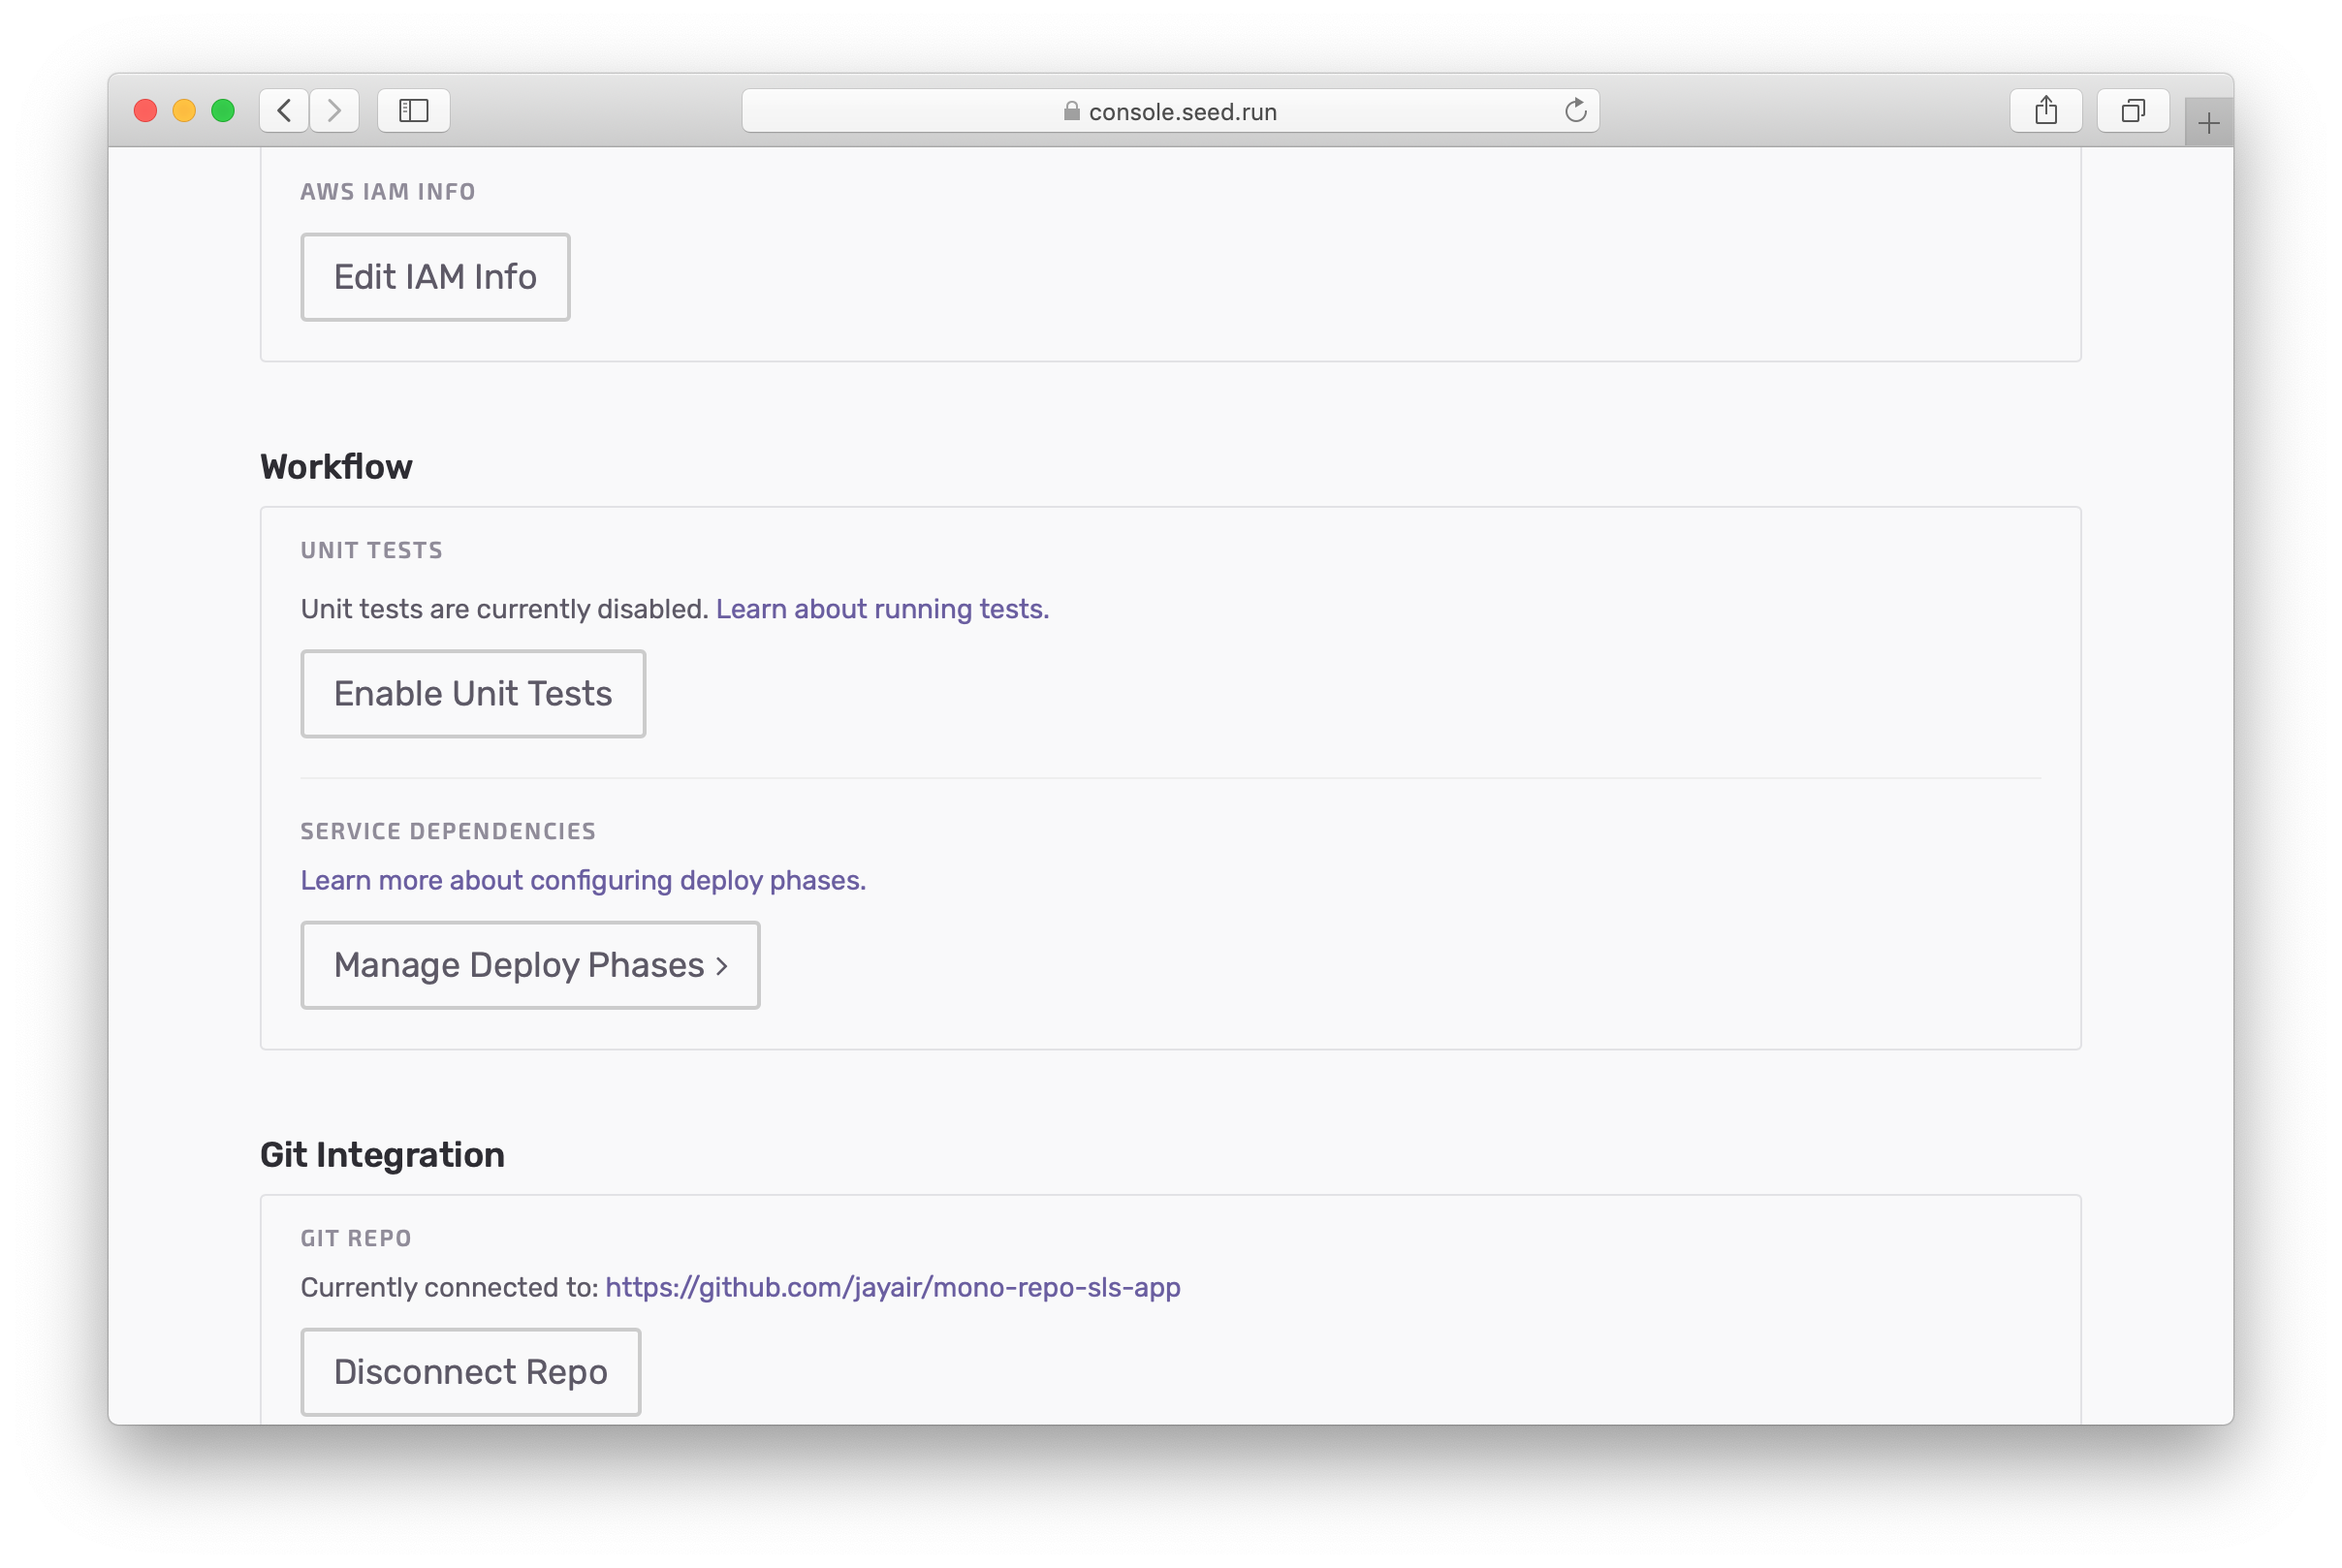 console.seed.run
AWS IAM INFO
Edit IAM Info
Workflow
UNIT TESTS
Unit tests are currently disabled. Learn about running tests.
Enable Unit Tests
SERVICE DEPENDENCIES
Learn more about configuring deploy phases.
Manage Deploy Phases >
Git Integration
GIT REPO
Currently connected to: https://github.com/jayair/mono-repo-sls-app
Disconnect Repo